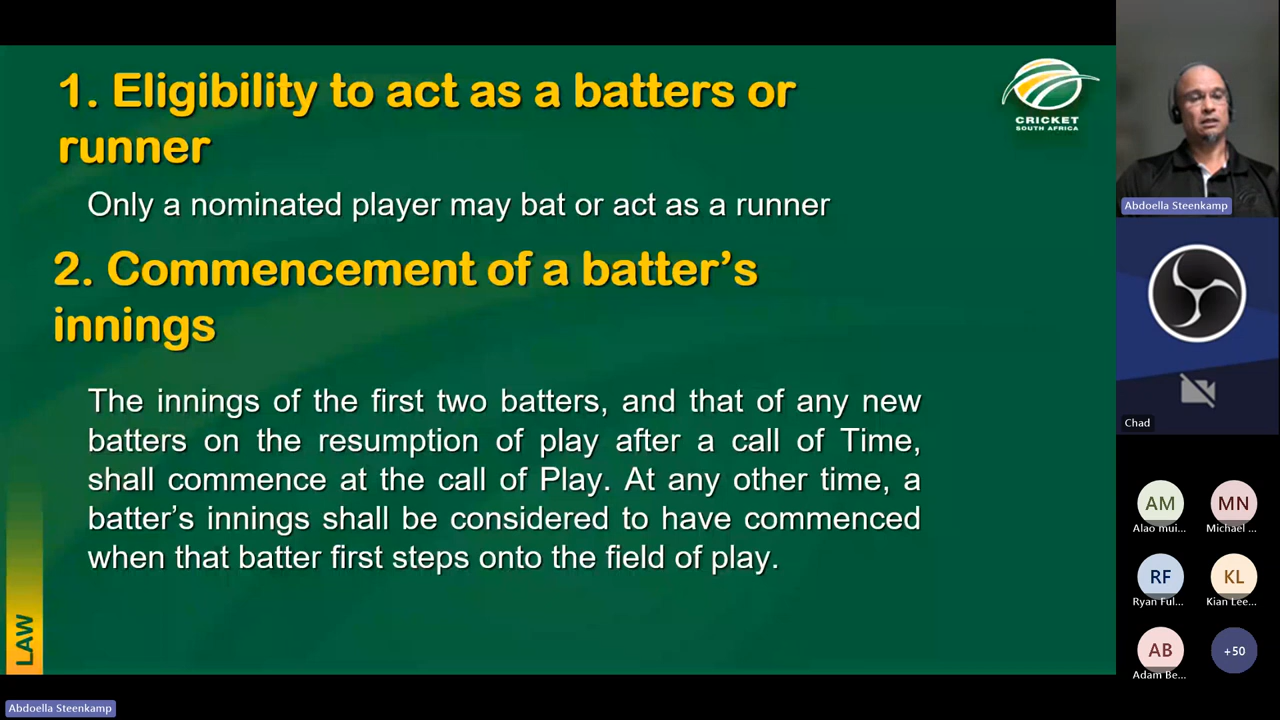 1. Eligibility to act as a batters or
runner
Only a nominated player may bat or act as a runner
2. Commencement of a batter's
innings
The innings of the first two batters, and that of any new
batters on the resumption of play after a call of Time,
shall commence at the call of Play. At any other time, a
batter's innings shall be considered to have commenced
when that batter first steps onto the field of play.
LAW
CRICKET
SOUTH AFRICA
Abdoella Steenkamp
Chad
AM
Alao mui...
MN
Michael ...
RF
Ryan Ful...
KL
Kian Lee...
AB
Adam Be...
+50
Abdoella Steenkamp